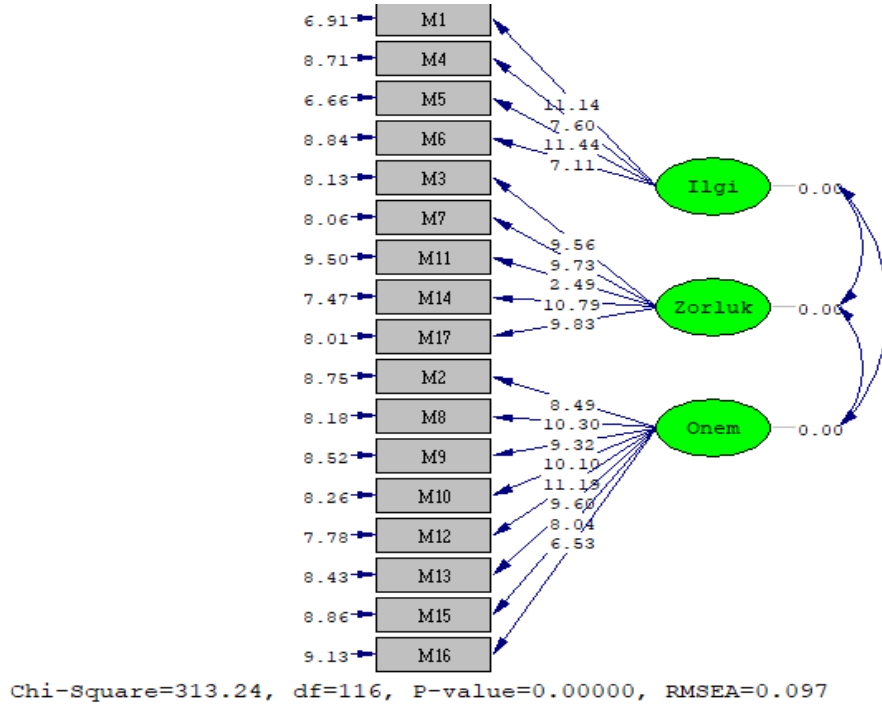 6.91 M1
8.71 M4
6.66 M5
8.84 M6
8.13 M3
8.06 M7
9.50 M11
7.47 M14
8.01 M17
8.75 M2
8.18 M8
8.52 M9
8.26 M10
7.78 M12
8.43 M13
8.86 M15
9.13 M16
11.14
7.60
11.44
7.11
9.56
9.73
2.49
10.79
9.83
8.49
10.30
9.32
10.10
11.19
9.60
8.04
6.53
Ilgi 0.00
Zorluk 0.00
Onem 0.00
Chi-Square=313.24, df=116, P-value=0.00000, RMSEA=0.097